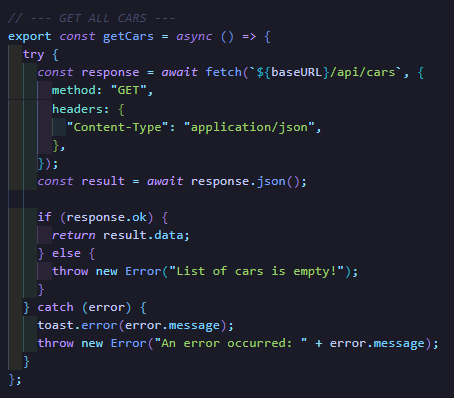 // --- GET ALL CARS ---
export const getCars = async () => {
  try {
    const response = await fetch(`${baseURL}/api/cars`, {
      method: "GET",
      headers: {
        "Content-Type": "application/json",
      },
    });
    const result = await response.json();

    if (response.ok) {
      return result.data;
    } else {
      throw new Error("List of cars is empty!");
    }
  } catch (error) {
    toast.error(error.message);
    throw new Error("An error occurred: " + error.message);
  }
};